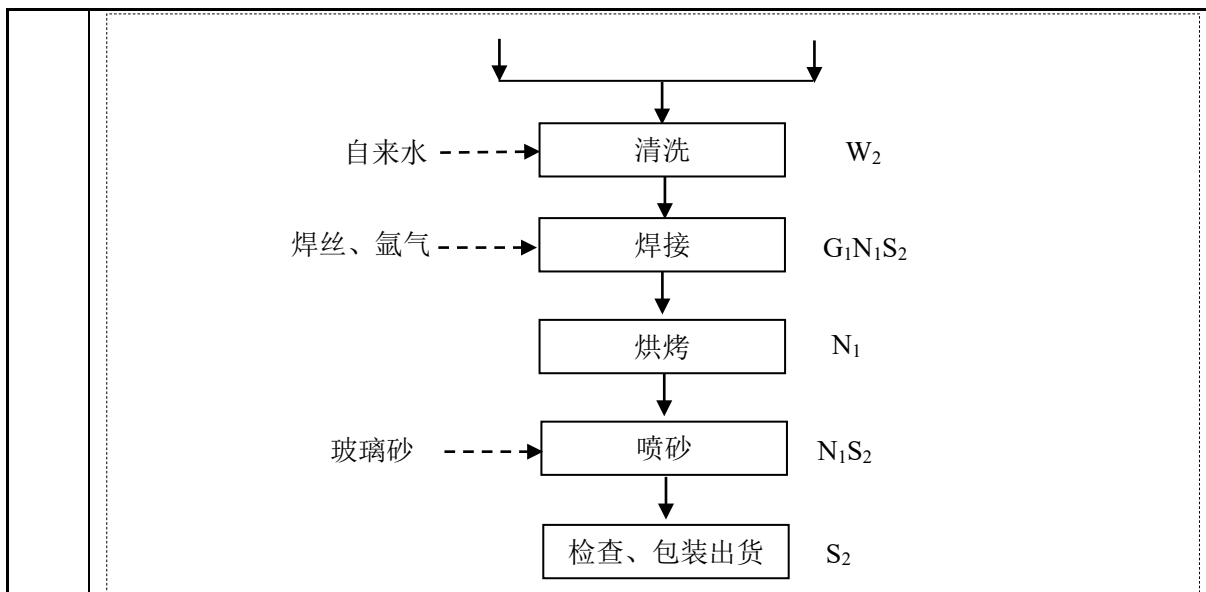 自来水 清洗 W₂
焊丝、氩气 焊接 G₁N₁S₂
烘烤 N₁
玻璃砂 喷砂 N₁S₂
检查、包装出货 S₂